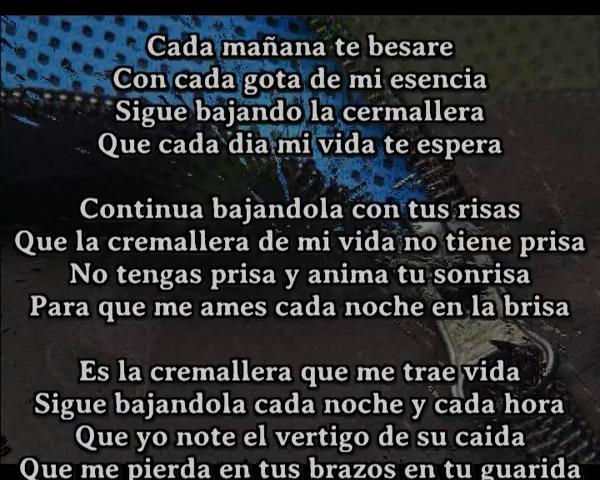 Cada mañana te besare
Con cada gota de mi esencia
Sigue bajando la cermallera
Que cada dia mi vida te espera
Continua bajandola con tus risas
Que la cremallera de mi vida no tiene prisa
No tengas prisa y anima tu sonrisa
Para que me ames cada noche en la brisa
Es la cremallera que me trae vida
Sigue bajandola cada noche y cada hora
Que yo note el vertigo de su caida
Que me pierda en tus brazos en tu guarida